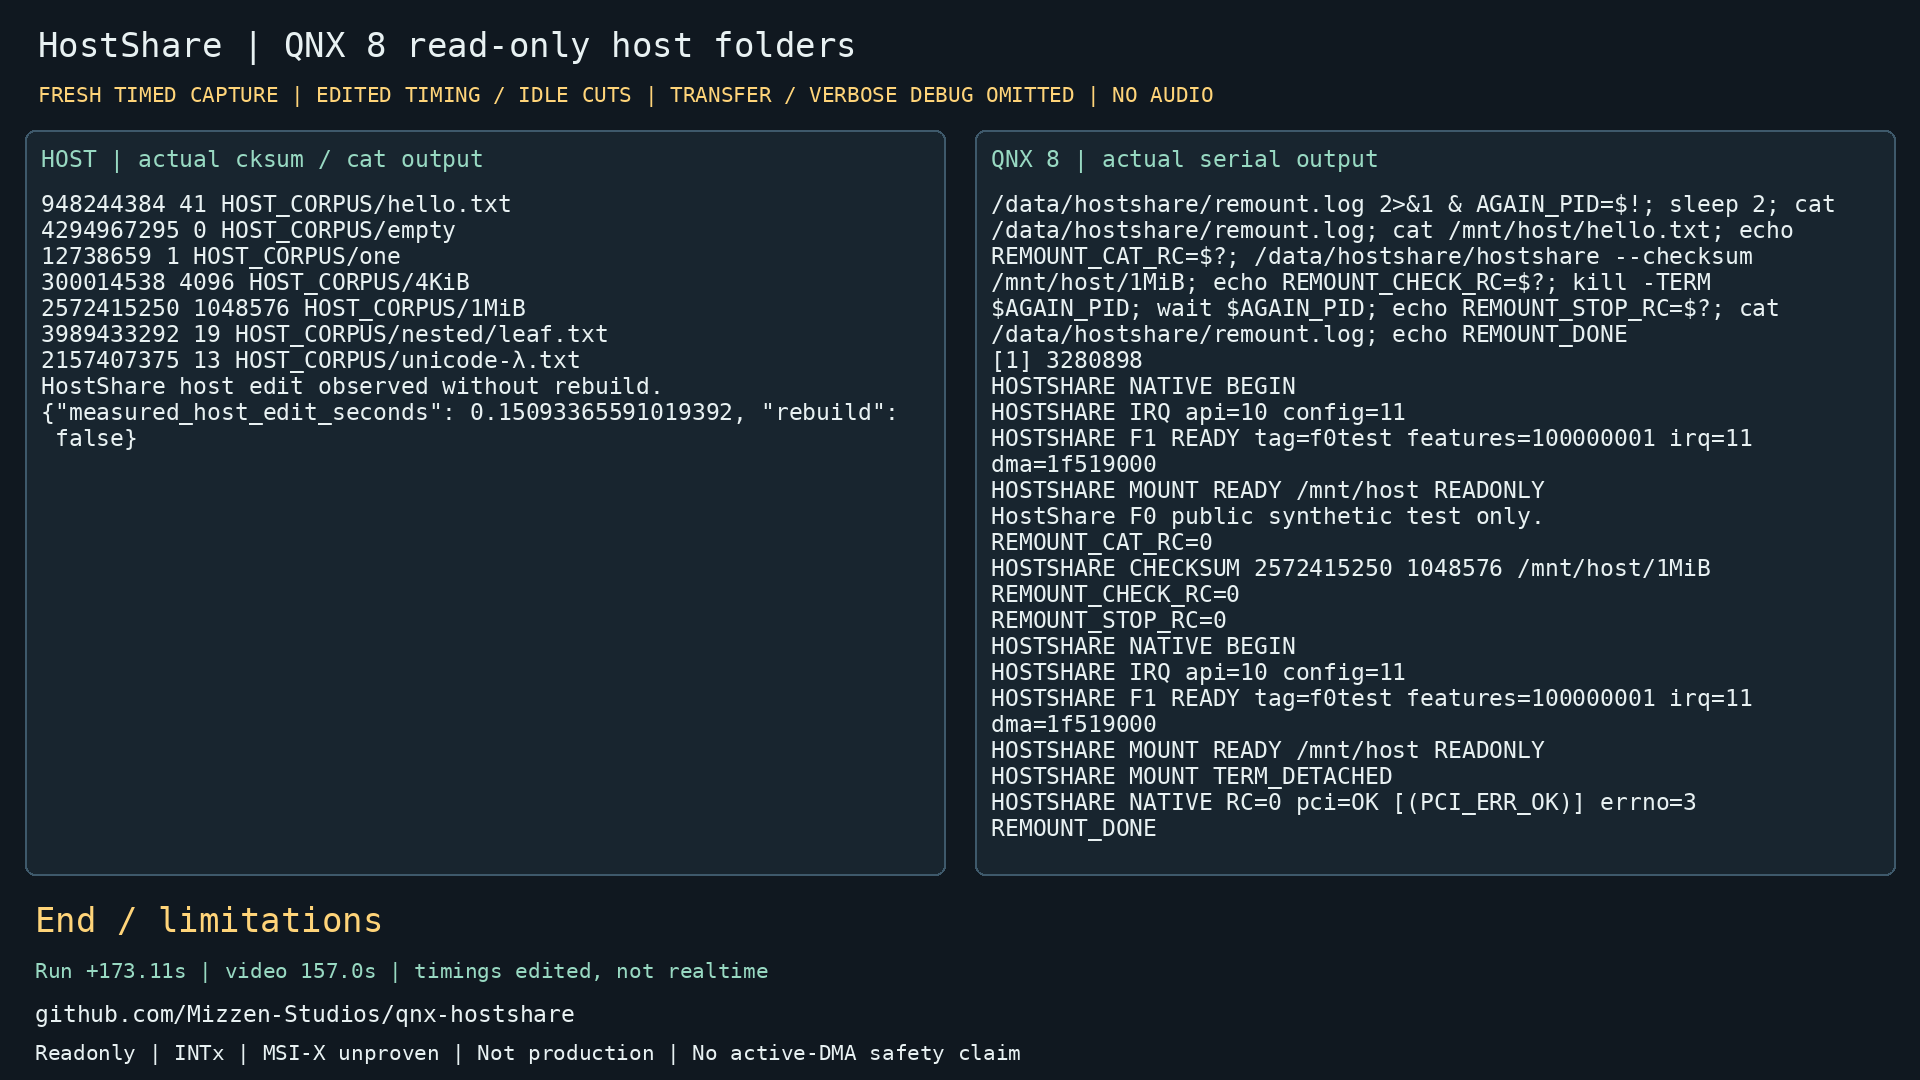 HostShare | QNX 8 read-only host folders
FRESH TIMED CAPTURE | EDITED TIMING / IDLE CUTS | TRANSFER / VERBOSE DEBUG OMITTED | NO AUDIO
HOST | actual cksum / cat output
948244384 41 HOST_CORPUS/hello.txt
4294967295 0 HOST_CORPUS/empty
12738659 1 HOST_CORPUS/one
300014538 4096 HOST_CORPUS/4KiB
2572415250 1048576 HOST_CORPUS/1MiB
3989433292 19 HOST_CORPUS/nested/leaf.txt
2157407375 13 HOST_CORPUS/unicode-λ.txt
HostShare host edit observed without rebuild.
{"measured_host_edit_seconds": 0.15093365591019392, "rebuild":
 false}
QNX 8 | actual serial output
/data/hostshare/remount.log 2>&1 & AGAIN_PID=$!; sleep 2; cat
/data/hostshare/remount.log; cat /mnt/host/hello.txt; echo
REMOUNT_CAT_RC=$?; /data/hostshare/hostshare --checksum
/mnt/host/1MiB; echo REMOUNT_CHECK_RC=$?; kill -TERM
$AGAIN_PID; wait $AGAIN_PID; echo REMOUNT_STOP_RC=$?; cat
/data/hostshare/remount.log; echo REMOUNT_DONE
[1] 3280898
HOSTSHARE NATIVE BEGIN
HOSTSHARE IRQ api=10 config=11
HOSTSHARE F1 READY tag=f0test features=100000001 irq=11
dma=1f519000
HOSTSHARE MOUNT READY /mnt/host READONLY
HostShare F0 public synthetic test only.
REMOUNT_CAT_RC=0
HOSTSHARE CHECKSUM 2572415250 1048576 /mnt/host/1MiB
REMOUNT_CHECK_RC=0
REMOUNT_STOP_RC=0
HOSTSHARE NATIVE BEGIN
HOSTSHARE IRQ api=10 config=11
HOSTSHARE F1 READY tag=f0test features=100000001 irq=11
dma=1f519000
HOSTSHARE MOUNT READY /mnt/host READONLY
HOSTSHARE MOUNT TERM_DETACHED
HOSTSHARE NATIVE RC=0 pci=OK [(PCI_ERR_OK)] errno=3
REMOUNT_DONE
End / limitations
Run +173.11s | video 157.0s | timings edited, not realtime
github.com/Mizzen-Studios/qnx-hostshare
Readonly | INTx | MSI-X unproven | Not production | No active-DMA safety claim